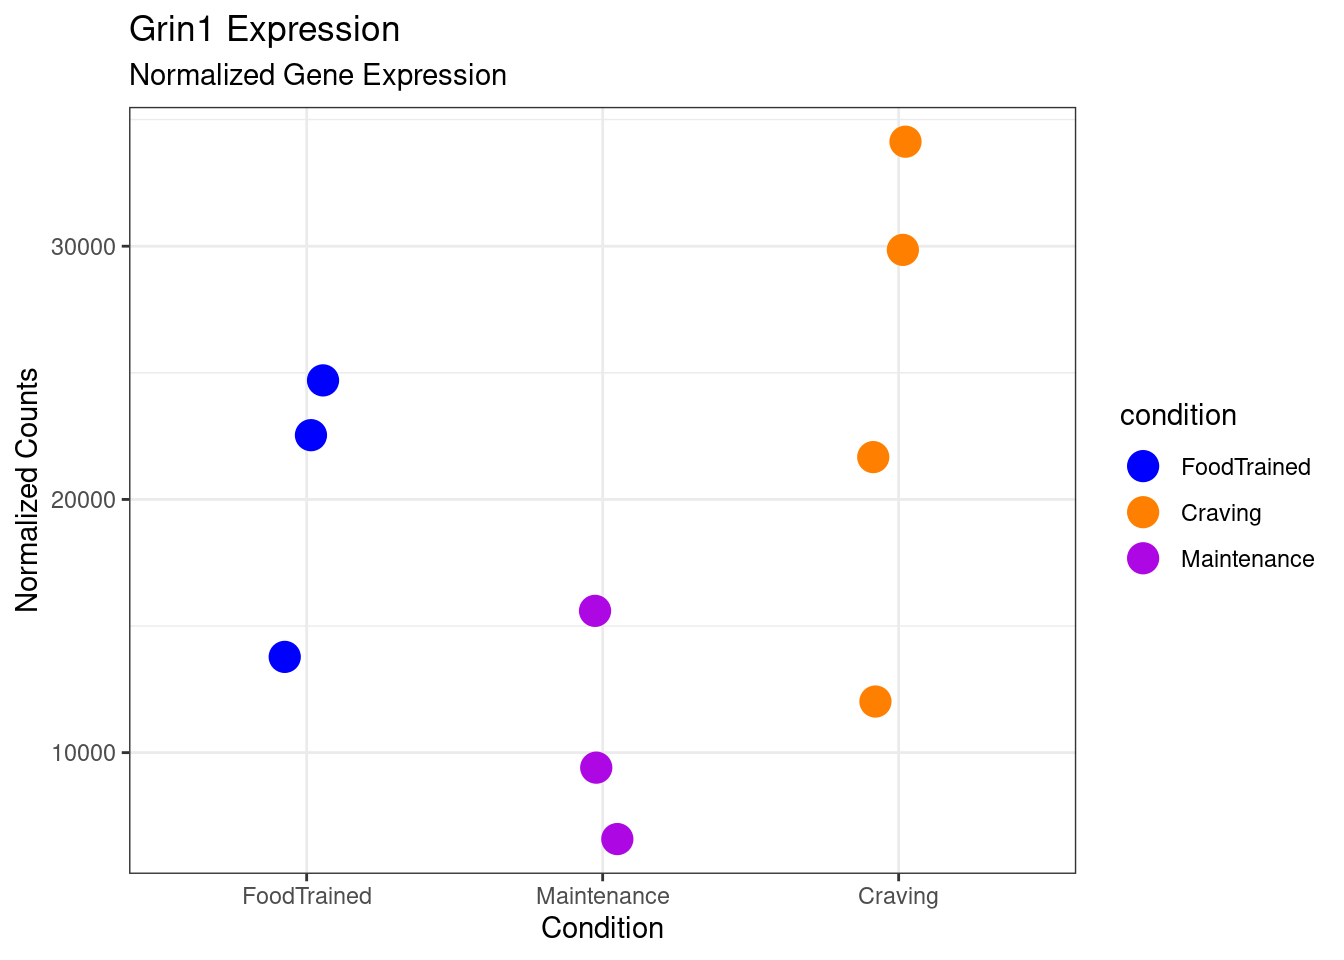 Grin1 Expression
Normalized Gene Expression
Normalized Counts
30000
20000
10000
FoodTrained
Maintenance
Craving
Condition
condition
FoodTrained
Craving
Maintenance